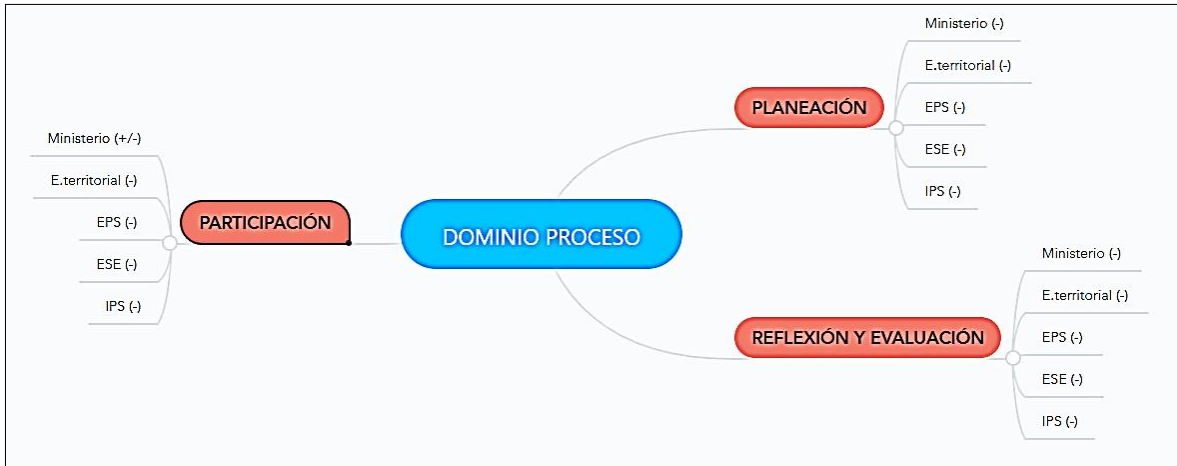 DOMINIO PROCESO
PARTICIPACIÓN
Ministerio (+/-)
E.territorial (-)
EPS (-)
ESE (-)
IPS (-)
PLANEACIÓN
Ministerio (-)
E.territorial (-)
EPS (-)
ESE (-)
IPS (-)
REFLEXIÓN Y EVALUACIÓN
Ministerio (-)
E.territorial (-)
EPS (-)
ESE (-)
IPS (-)